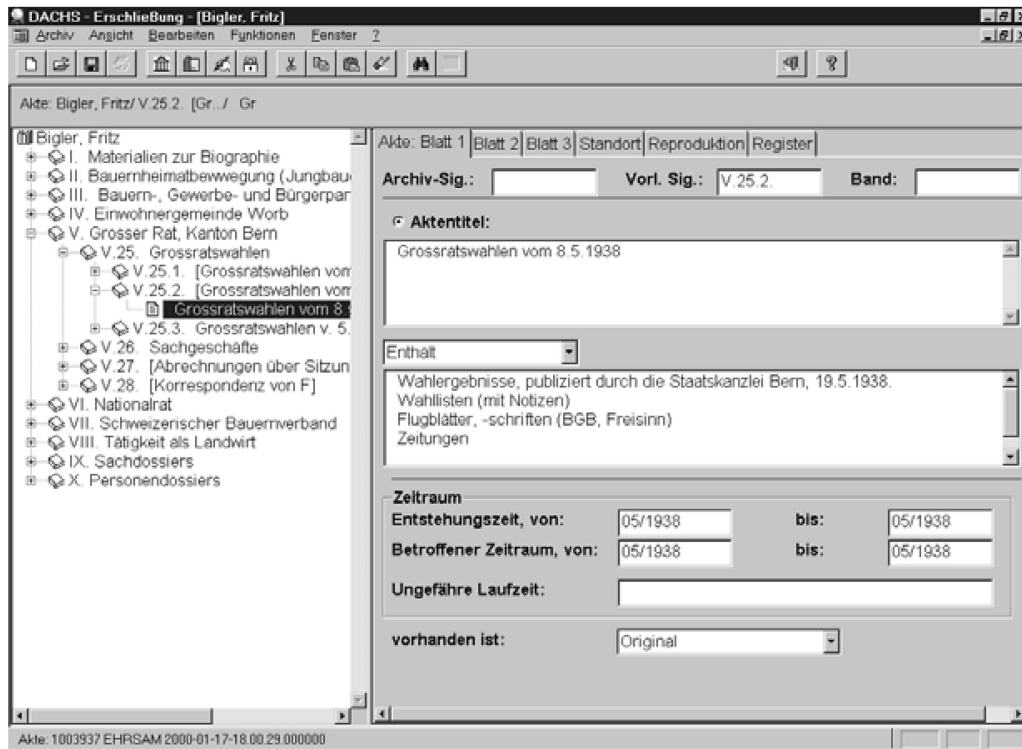 DACHS - Erschließung - [Bigler, Fritz]
Archiv Ansicht Bearbeiten Funktionen Fenster ?
Akte: Bigler, Fritz/ V.25.2. [Gr../ Gr
Bigler, Fritz
I. Materialien zur Biographie
II. Bauernheimatbewwegung (Jungbau
III. Bauern-, Gewerbe- und Bürgerpar
IV. Einwohnergemeinde Worb
V. Grosser Rat, Kanton Bern
V.25. Grossratswahlen
V.25.1. [Grossratswahlen vom
V.25.2. [Grossratswahlen vom
Grossratswahlen vom 8.
V.25.3. Grossratswahlen v. 5.
V.26. Sachgeschäfte
V.27. [Abrechnungen über Sitzun
V.28. [Korrespondenz von F]
VI. Nationalrat
VII. Schweizerischer Bauernverband
VIII. Tätigkeit als Landwirt
IX. Sachdossiers
X. Personendossiers
Akte: Blatt 1 Blatt 2 Blatt 3 Standort Reproduktion Register
Archiv-Sig.: Vorl. Sig.: V.25.2. Band:
Aktentitel:
Grossratswahlen vom 8.5.1938
Enthält
Wahlergebnisse, publiziert durch die Staatskanzlei Bern, 19.5.1938.
Wahllisten (mit Notizen)
Flugblätter, -schriften (BGB, Freisinn)
Zeitungen
Zeitraum
Entstehungszeit, von: 05/1938 bis: 05/1938
Betroffener Zeitraum, von: 05/1938 bis: 05/1938
Ungefähre Laufzeit:
vorhanden ist: Original
Akte: 1003937 EHRSAM 2000-01-17-18.00.29.000000